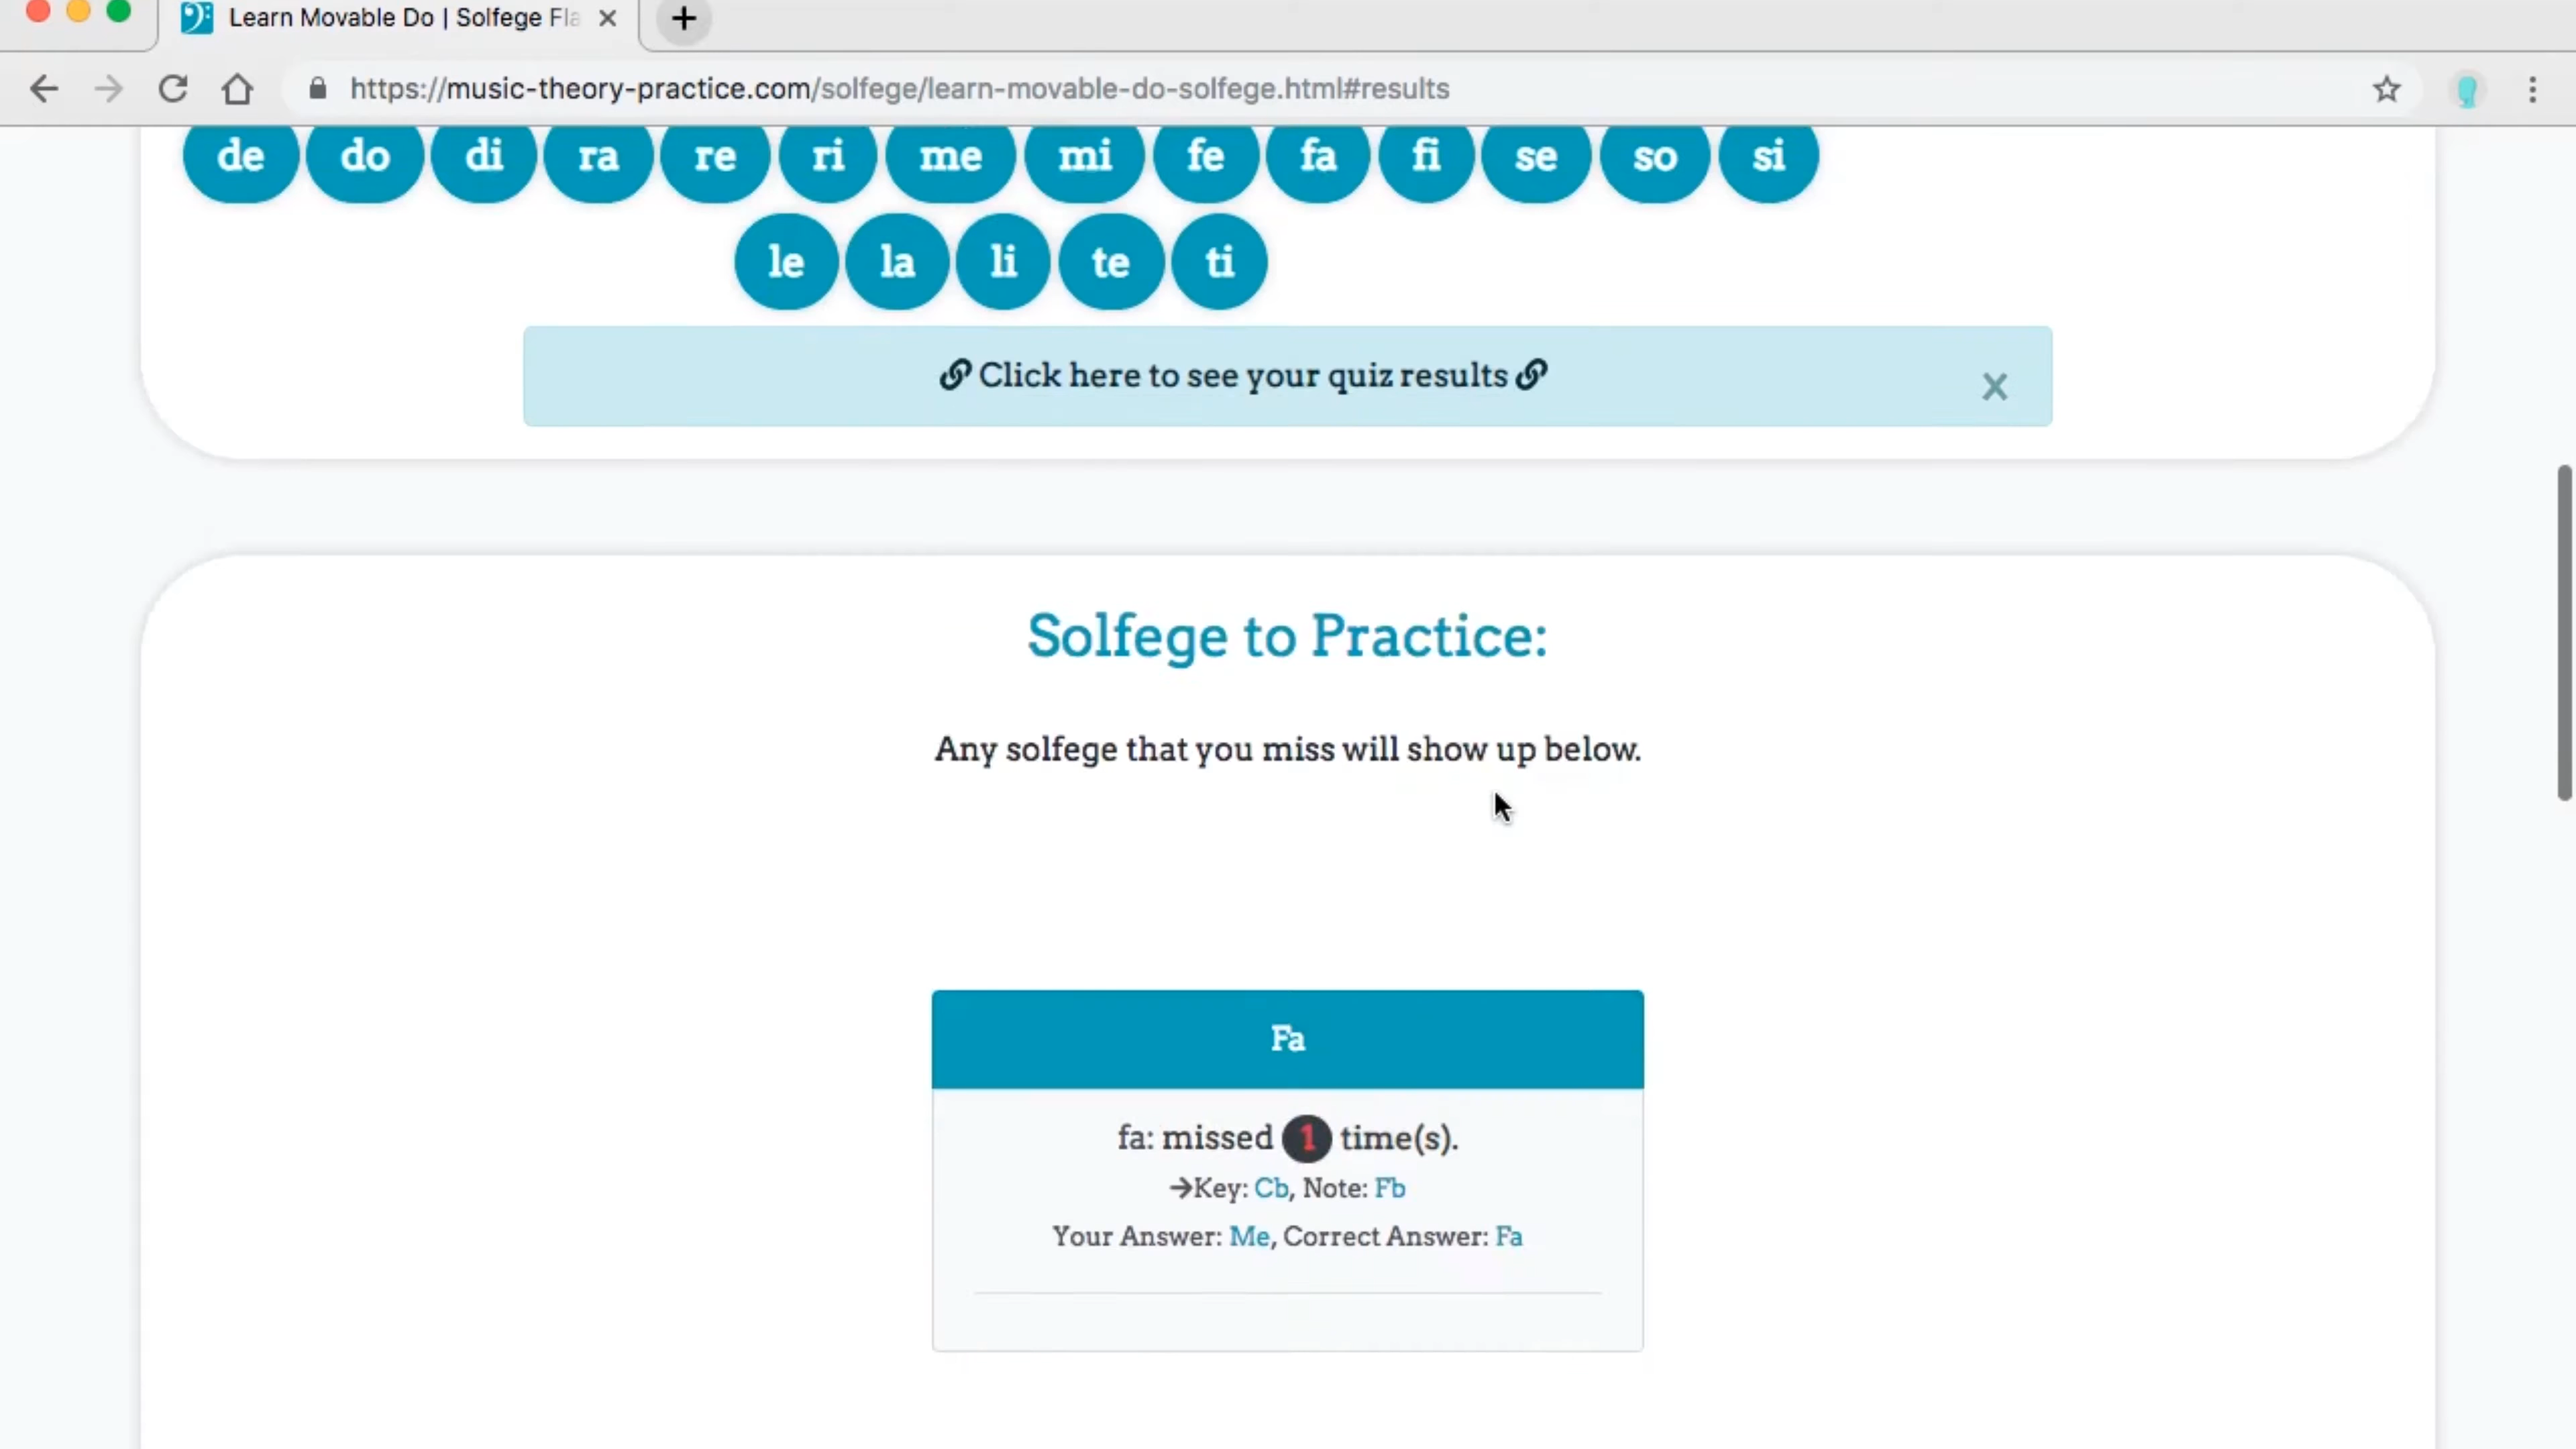 Learn Movable Do | Solfege Fla
https://music-theory-practice.com/solfege/learn-movable-do-solfege.html#results
de do di ra re ri me mi fe fa fi se so si
le la li te ti
Click here to see your quiz results
Solfege to Practice:
Any solfege that you miss will show up below.
Fa
fa: missed 1 time(s).
→Key: Cb, Note: Fb
Your Answer: Me, Correct Answer: Fa